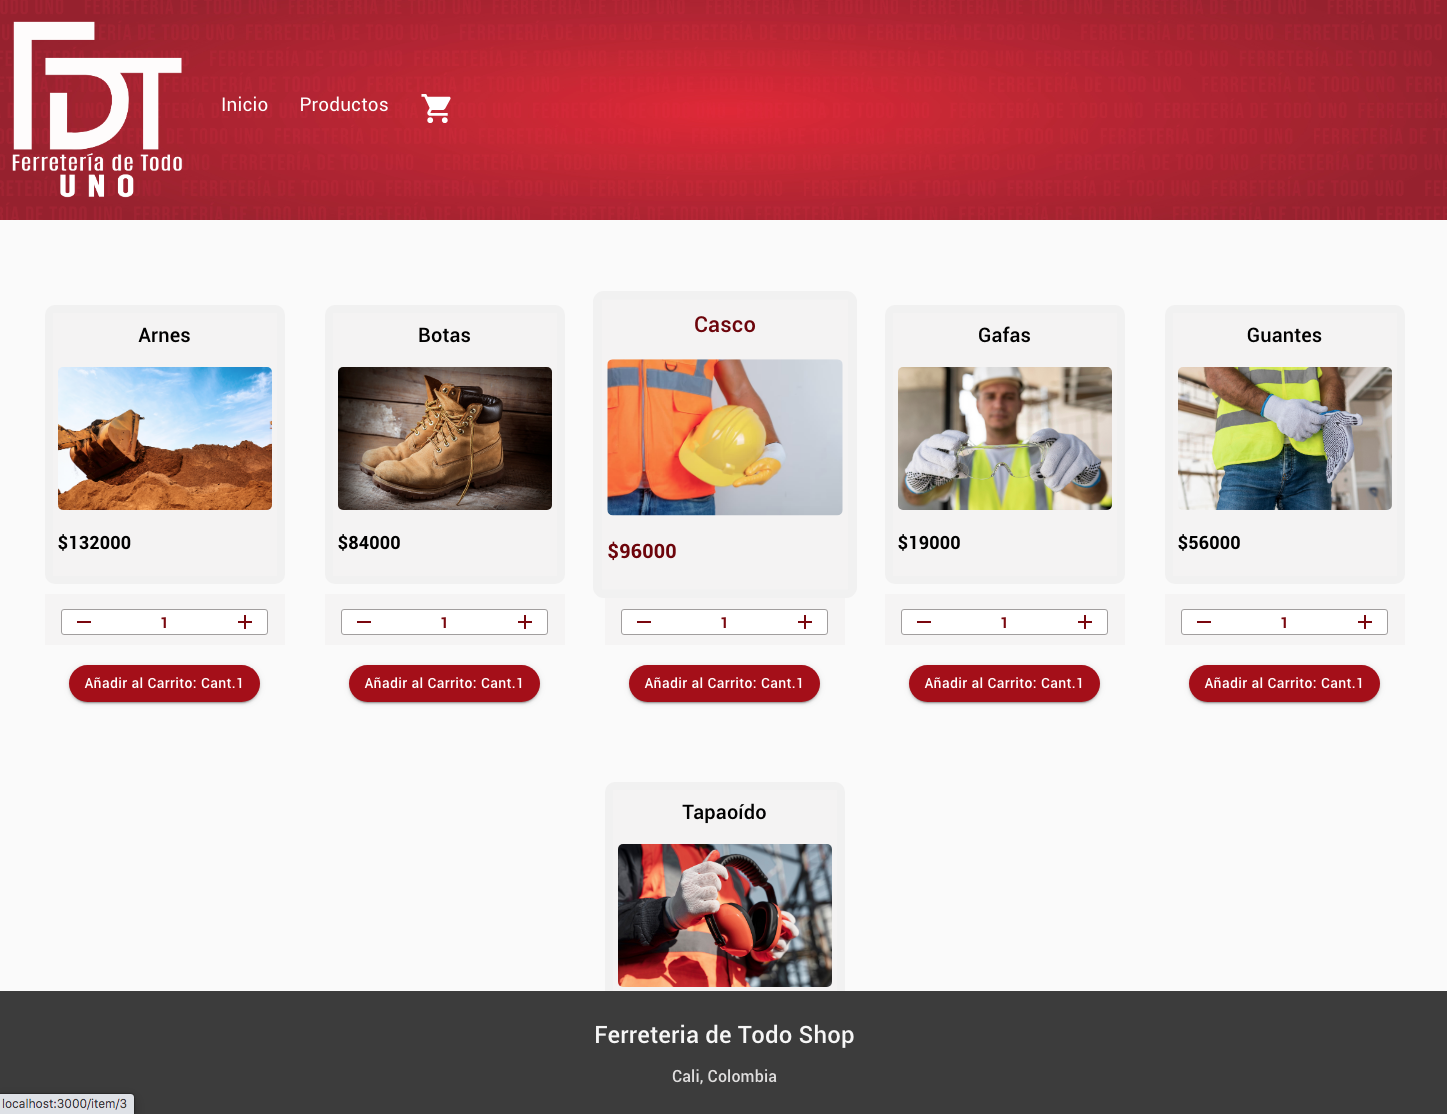 FDT
Ferretería de Todo
UNO
Inicio
Productos
Arnes
$132000
1
Añadir al Carrito: Cant.1
Botas
$84000
1
Añadir al Carrito: Cant.1
Casco
$96000
1
Añadir al Carrito: Cant.1
Gafas
$19000
1
Añadir al Carrito: Cant.1
Guantes
$56000
1
Añadir al Carrito: Cant.1
Tapaoído
Ferreteria de Todo Shop
Cali, Colombia
localhost:3000/item/3